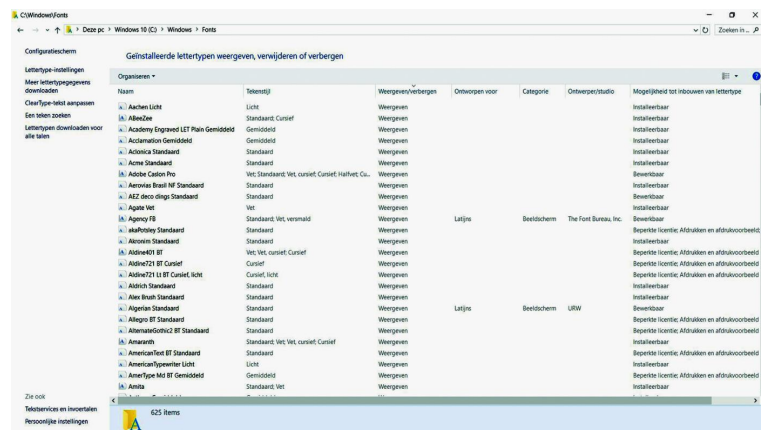 C:\Windows\Fonts
Deze pc > Windows 10 (C:) > Windows > Fonts
Zoeken in ...
Configuratiescherm
Lettertype-instellingen
Meer lettertypegegevens
downloaden
ClearType-tekst aanpassen
Een teken zoeken
Lettertypen downloaden voor
alle talen
Geïnstalleerde lettertypen weergeven, verwijderen of verbergen
Organiseren
Naam Tekenstijl Weergeven/verbergen Ontworpen voor Categorie Ontwerper/studio Mogelijkheid tot inbouwen van lettertype
Aachen Licht Licht Weergeven Installeerbaar
ABeeZee Standaard; Cursief Weergeven Installeerbaar
Academy Engraved LET Plain Gemiddeld Gemiddeld Weergeven Installeerbaar
Acclamation Gemiddeld Gemiddeld Weergeven Installeerbaar
Aclonica Standaard Standaard Weergeven Installeerbaar
Acme Standaard Standaard Weergeven Installeerbaar
Adobe Caslon Pro Vet; Standaard; Vet, cursief; Cursief; Halfvet; Cu... Weergeven Bewerkbaar
Aerovias Brasil NF Standaard Standaard Weergeven Installeerbaar
AEZ deco dings Standaard Standaard Weergeven Bewerkbaar
Agate Vet Vet Weergeven Installeerbaar
Agency FB Standaard; Vet, versmald Weergeven Latijns Beeldscherm The Font Bureau, Inc. Bewerkbaar
akaPotsley Standaard Standaard Weergeven Beperkte licentie; Afdrukken en afdrukvoorbeeld;
Akronim Standaard Standaard Weergeven Installeerbaar
Aldine401 BT Vet; Vet, cursief; Cursief Weergeven Beperkte licentie; Afdrukken en afdrukvoorbeeld
Aldine721 BT Cursief Cursief Weergeven Beperkte licentie; Afdrukken en afdrukvoorbeeld
Aldine721 Lt BT Cursief, licht Cursief, licht Weergeven Beperkte licentie; Afdrukken en afdrukvoorbeeld
Aldrich Standaard Standaard Weergeven Installeerbaar
Alex Brush Standaard Standaard Weergeven Installeerbaar
Algerian Standaard Standaard Weergeven Latijns Beeldscherm URW Bewerkbaar
Allegro BT Standaard Standaard Weergeven Beperkte licentie; Afdrukken en afdrukvoorbeeld
AlternateGothic2 BT Standaard Standaard Weergeven Beperkte licentie; Afdrukken en afdrukvoorbeeld
Amaranth Standaard; Vet; Vet, cursief; Cursief Weergeven Installeerbaar
AmericanText BT Standaard Standaard Weergeven Beperkte licentie; Afdrukken en afdrukvoorbeeld
AmericanTypewriter Licht Licht Weergeven Installeerbaar
AmerType Md BT Gemiddeld Gemiddeld Weergeven Beperkte licentie; Afdrukken en afdrukvoorbeeld
Amita Standaard; Vet Weergeven Installeerbaar
Zie ook
Tekstservices en invoertalen
Persoonlijke instellingen
625 items